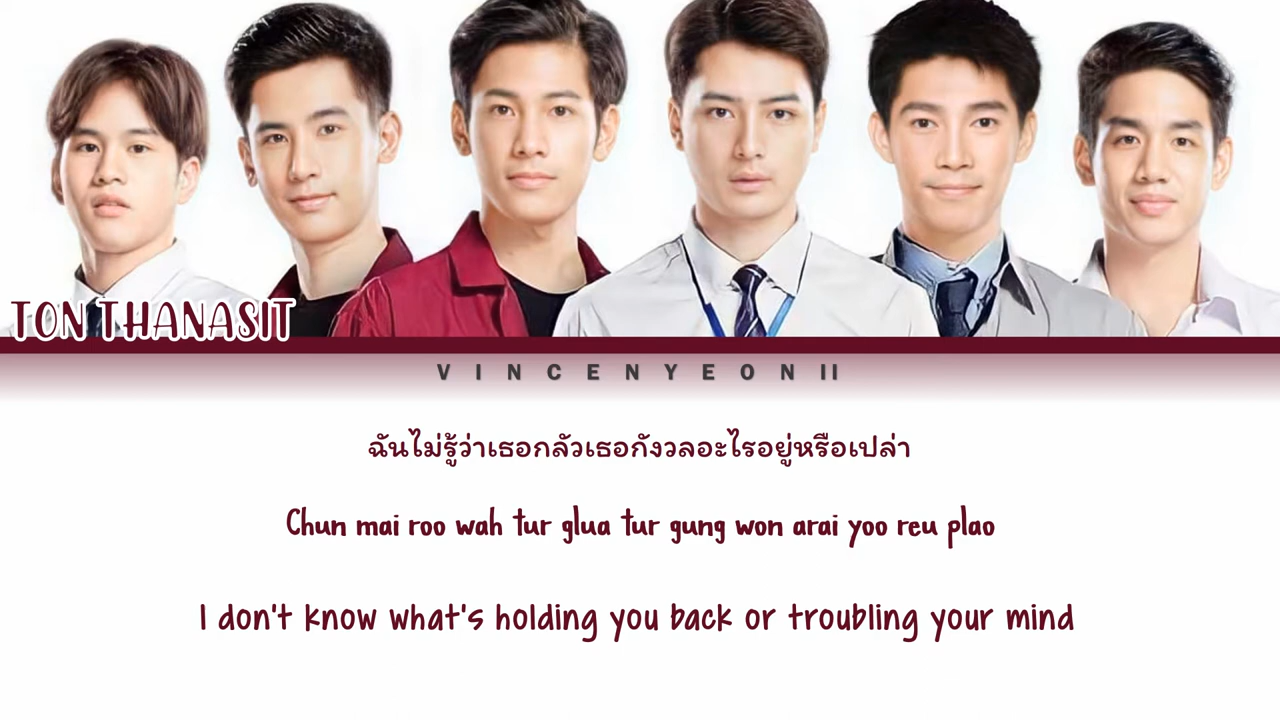 TON THANASIT
VINCENYEON II
ฉันไม่รู้ว่าเธอกลัวเธอกังวลอะไรอยู่หรือเปล่า
Chun mai roo wah tur glua tur gung won arai yoo reu plao
I don't know what's holding you back or troubling your mind